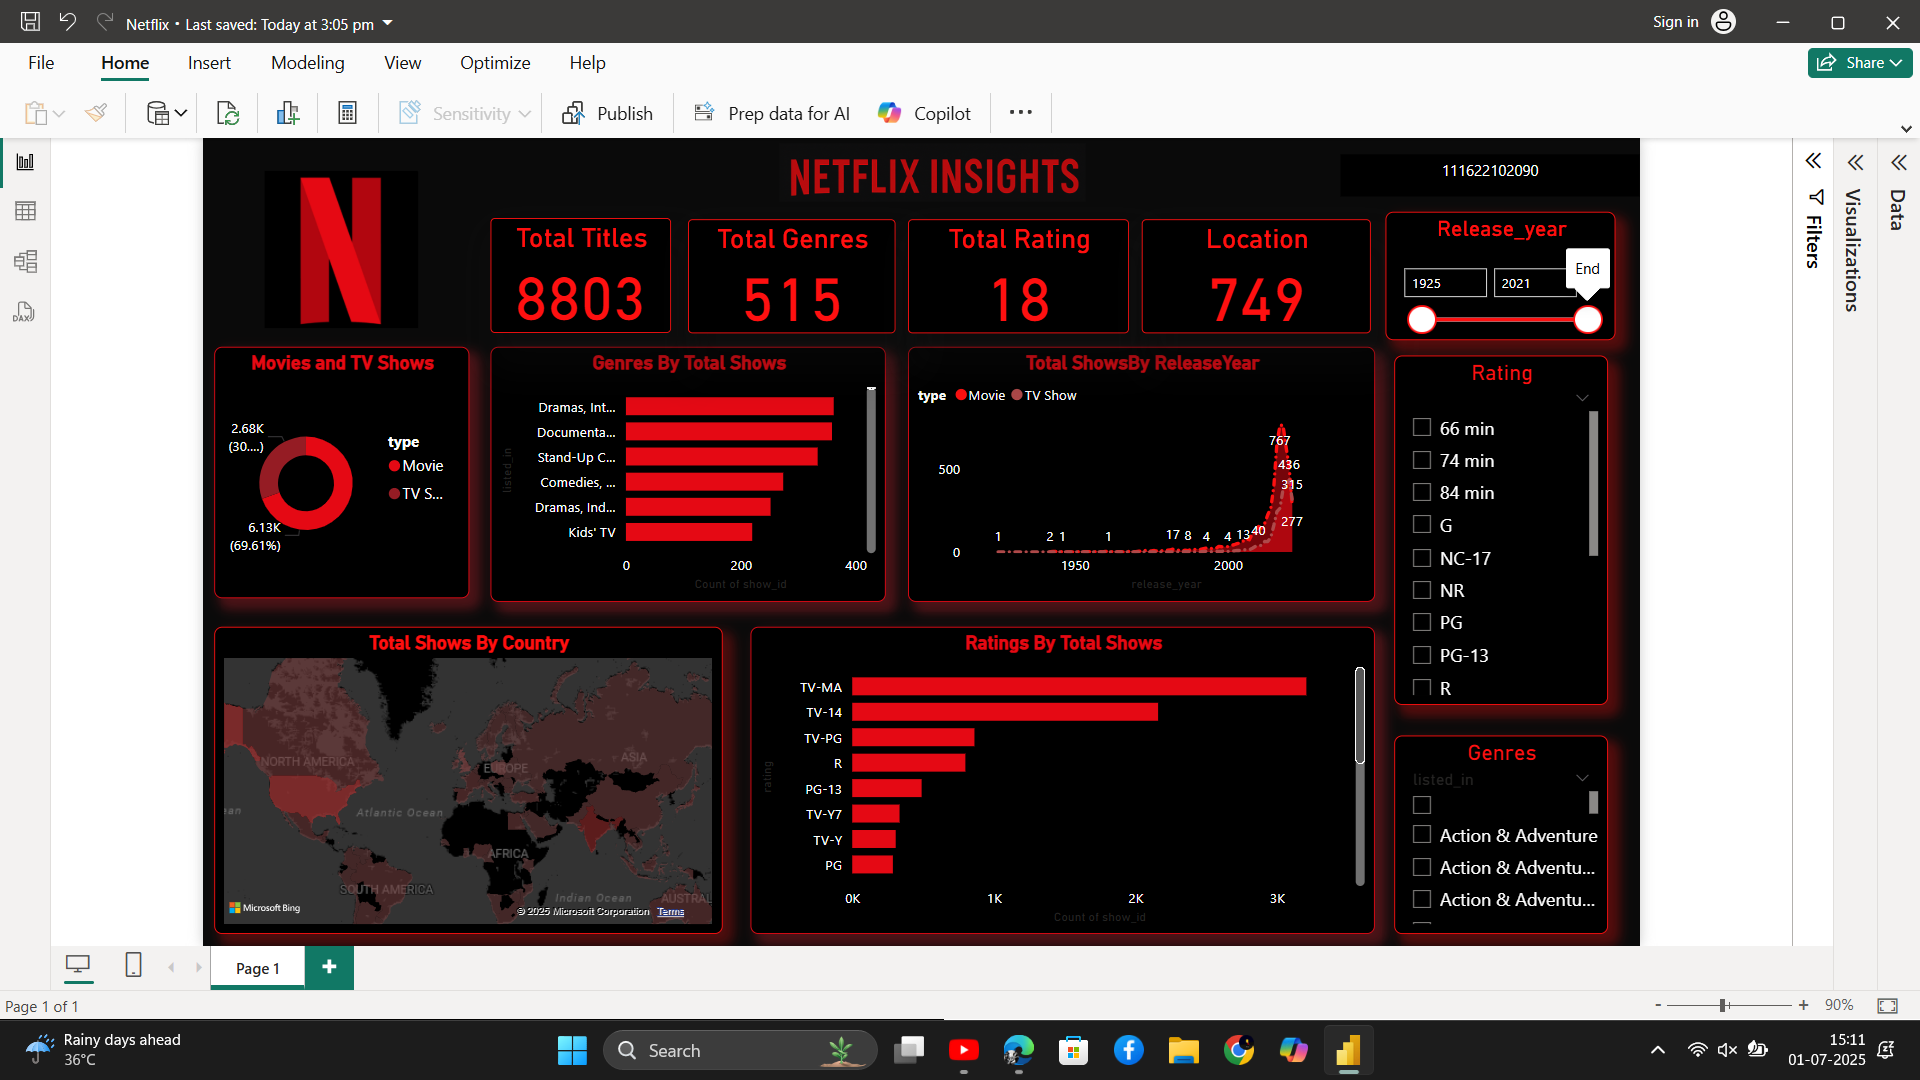 Netflix • Last saved: Today at 3:05 pm
Sign in
File Home Insert Modeling View Optimize Help
Share
Sensitivity
Publish
Prep data for AI
Copilot
NETFLIX INSIGHTS
111622102090
Total Titles
8803
Total Genres
515
Total Rating
18
Location
749
Release_year
1925
2021
End
Movies and TV Shows
2.68K
(30....)
6.13K
(69.61%)
type
Movie
TV S...
Genres By Total Shows
listed_in
Dramas, Int...
Documenta...
Stand-Up C...
Comedies, ...
Dramas, Ind...
Kids' TV
0 200 400
Count of show_id
Total ShowsBy ReleaseYear
type Movie TV Show
500
0
767
436
315
277
1 2 1 1 17 8 4 4 13 40
1950 2000
release_year
Rating
66 min
74 min
84 min
G
NC-17
NR
PG
PG-13
R
Total Shows By Country
NORTH AMERICA
EUROPE
ASIA
Atlantic Ocean
ean
AFRICA
SOUTH AMERICA
Indian Ocean
AUSTRAL
Microsoft Bing
© 2025 Microsoft Corporation Terms
Ratings By Total Shows
rating
TV-MA
TV-14
TV-PG
R
PG-13
TV-Y7
TV-Y
PG
0K 1K 2K 3K
Count of show_id
Genres
listed_in
Action & Adventure
Action & Adventu...
Action & Adventu...
Filters
Visualizations
Data
DAX
Page 1
Page 1 of 1
- + 90%
Rainy days ahead
36°C
Search
15:11
01-07-2025